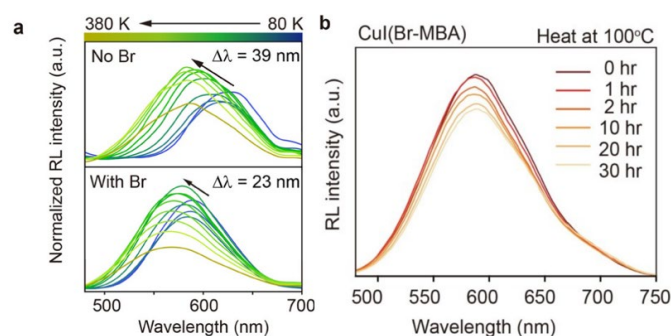 a
380 K 80 K
No Br Δλ = 39 nm
With Br Δλ = 23 nm
Normalized RL intensity (a.u.)
500 600 700
Wavelength (nm)
b
CuI(Br-MBA) Heat at 100°C
0 hr
1 hr
2 hr
10 hr
20 hr
30 hr
RL intensity (a.u.)
500 550 600 650 700 750
Wavelength (nm)